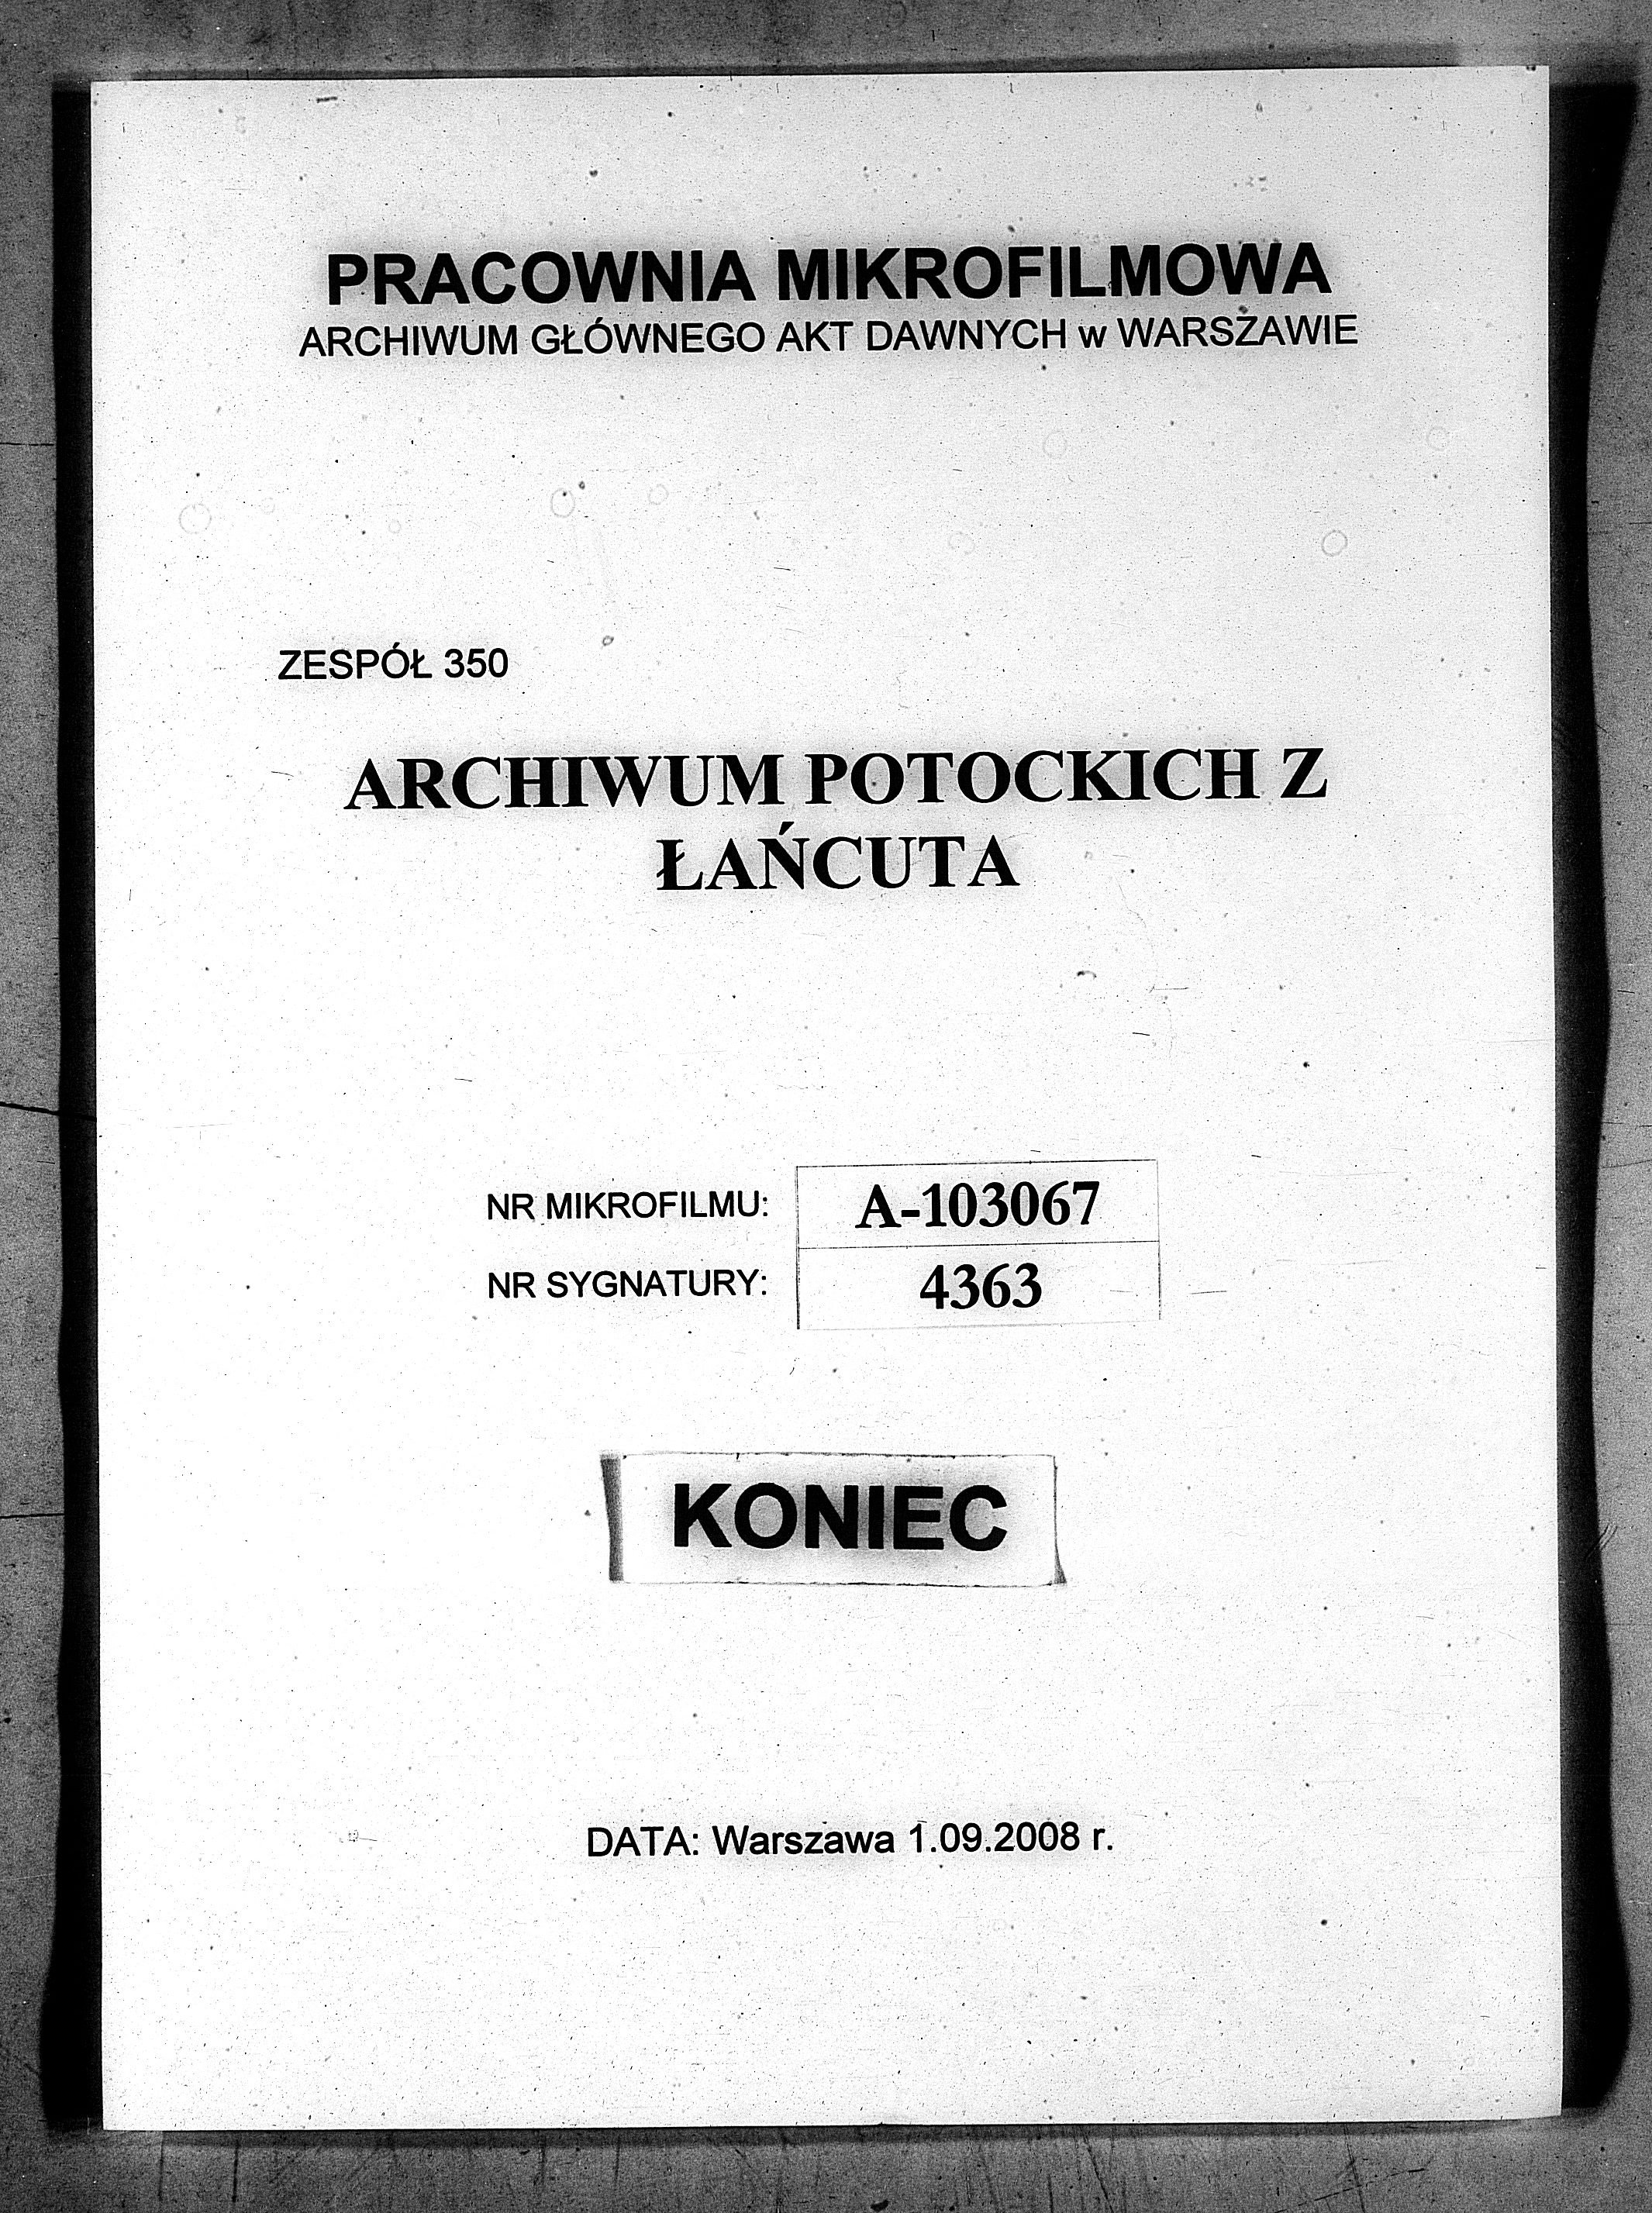 PRACOWNIA MIKROFILMOWA
ARCHIWUM GŁÓWNEGO AKT DAWNYCH w WARSZAWIE
ZESPÓŁ 350
ARCHIWUM POTOCKICH Z
ŁAŃCUTA
NR MIKROFILMU: A-103067
NR SYGNATURY: 4363
KONIEC
DATA: Warszawa 1.09.2008 r.